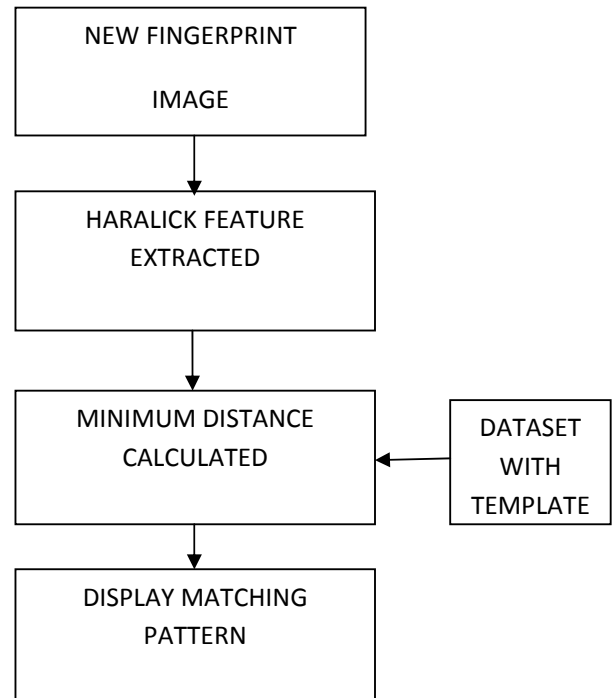 NEW FINGERPRINT
IMAGE
HARALICK FEATURE
EXTRACTED
MINIMUM DISTANCE
CALCULATED
DATASET
WITH
TEMPLATE
DISPLAY MATCHING
PATTERN